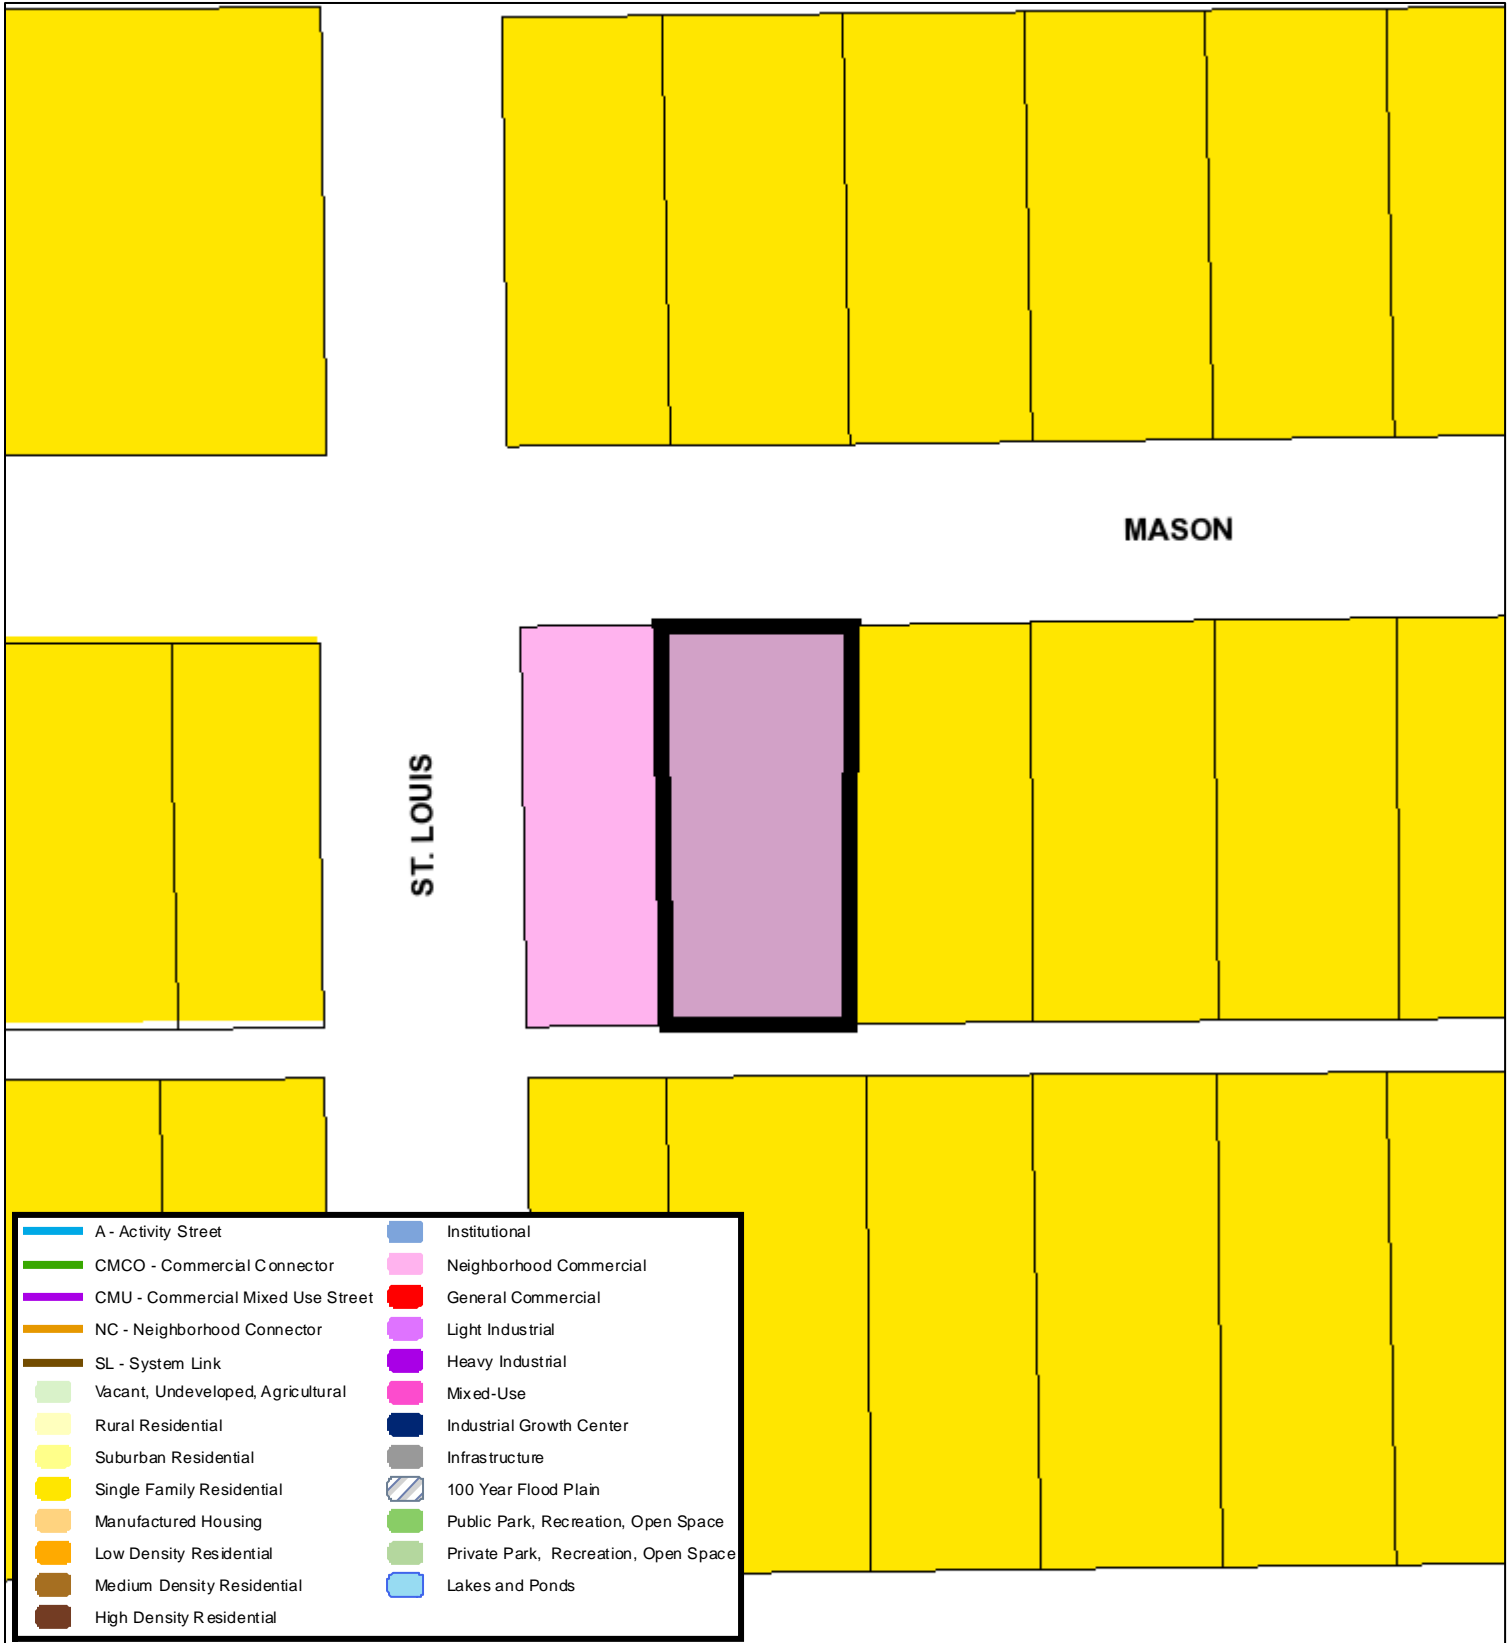 MASON
ST. LOUIS
A - Activity Street
CMCO - Commercial Connector
CMU - Commercial Mixed Use Street
NC - Neighborhood Connector
SL - System Link
Vacant, Undeveloped, Agricultural
Rural Residential
Suburban Residential
Single Family Residential
Manufactured Housing
Low Density Residential
Medium Density Residential
High Density Residential
Institutional
Neighborhood Commercial
General Commercial
Light Industrial
Heavy Industrial
Mixed-Use
Industrial Growth Center
Infrastructure
100 Year Flood Plain
Public Park, Recreation, Open Space
Private Park, Recreation, Open Space
Lakes and Ponds